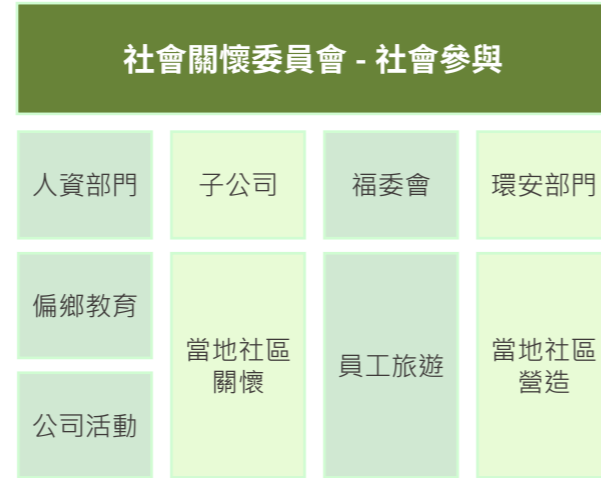 社會關懷委員會 - 社會參與
人資部門
子公司
福委會
環安部門
偏鄉教育
公司活動
當地社區
關懷
員工旅遊
當地社區
營造